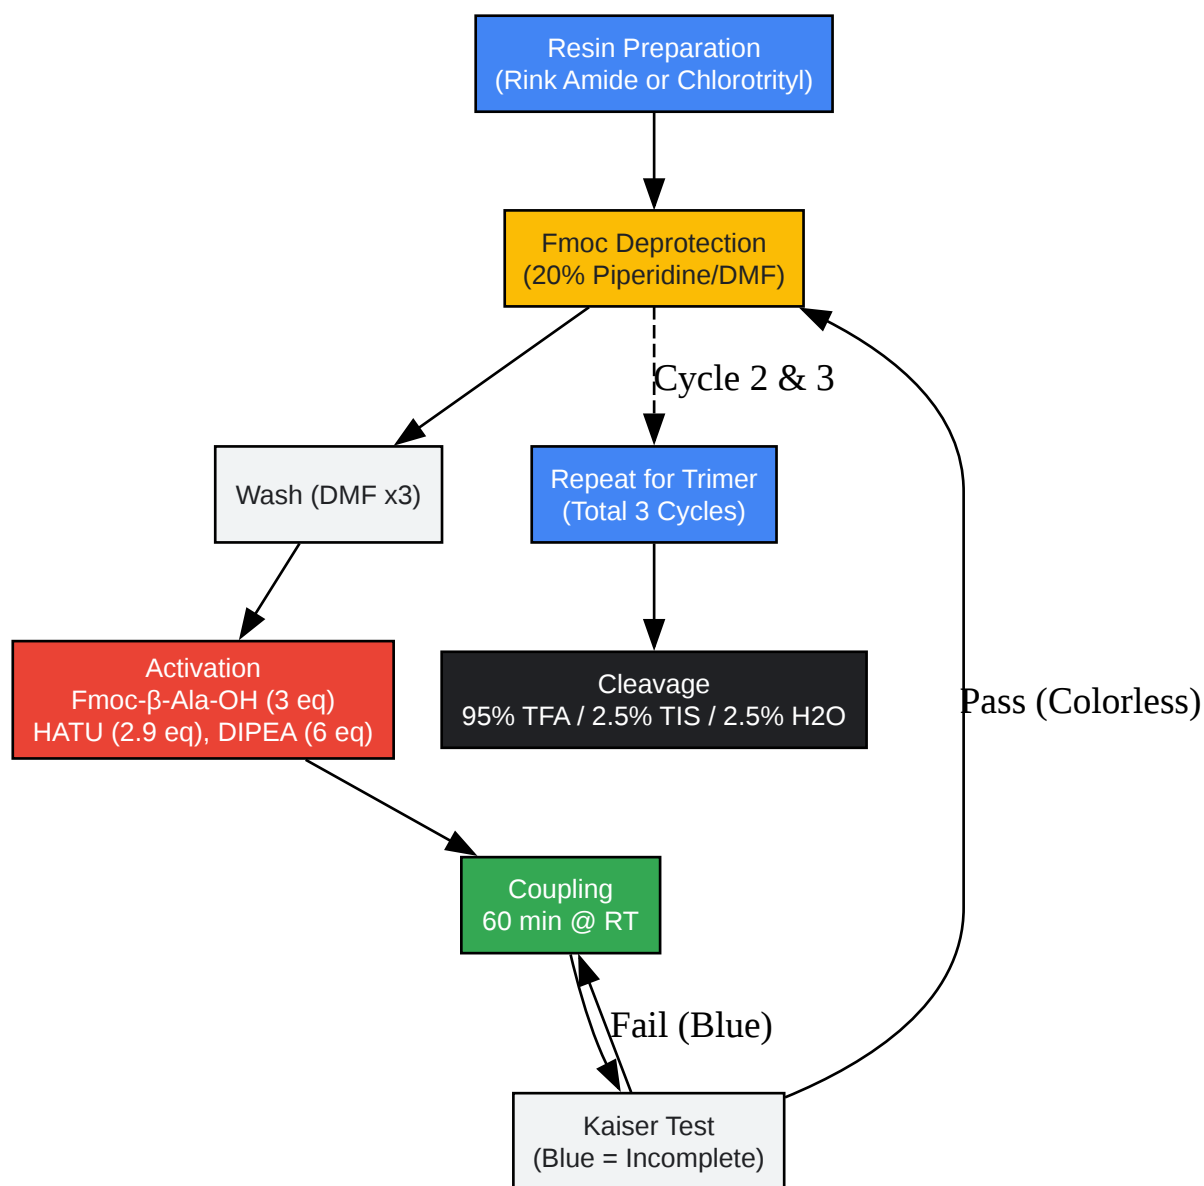 Resin Preparation
(Rink Amide or Chlorotrityl)
Fmoc Deprotection
(20% Piperidine/DMF)
Cycle 2 & 3
Wash (DMF x3)
Repeat for Trimer
(Total 3 Cycles)
Activation
Fmoc-β-Ala-OH (3 eq)
HATU (2.9 eq), DIPEA (6 eq)
Cleavage
95% TFA / 2.5% TIS / 2.5% H2O
Pass (Colorless)
Coupling
60 min @ RT
Fail (Blue)
Kaiser Test
(Blue = Incomplete)